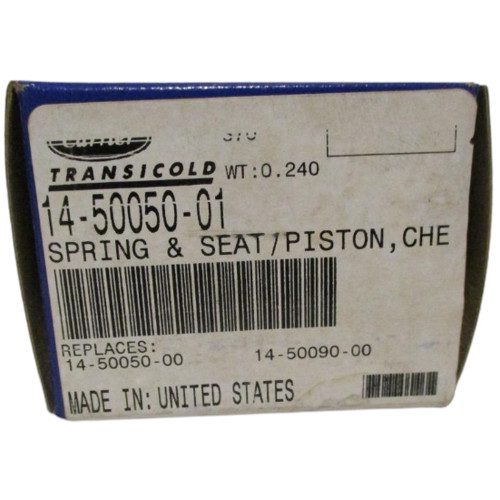 Carrier
TRANSICOLD WT:0.240
14-50050-01
SPRING & SEAT/PISTON,CHE
REPLACES:
14-50050-00 14-50090-00
MADE IN: UNITED STATES